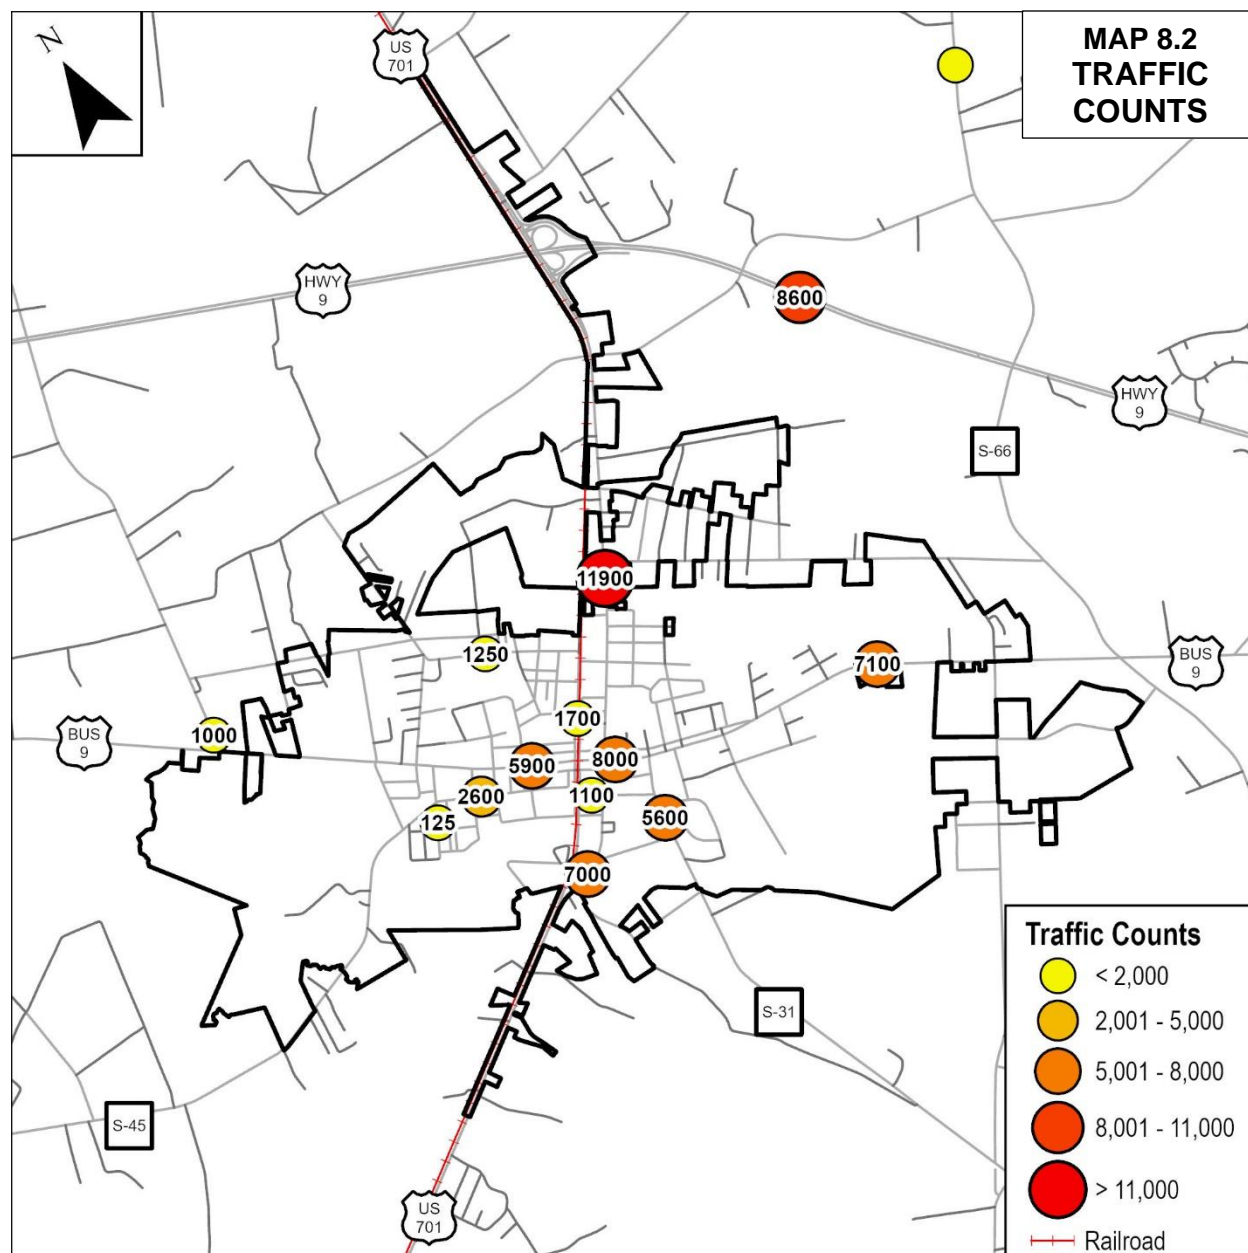 N
US
701
MAP 8.2
TRAFFIC
COUNTS
HWY
9
8600
HWY
9
S-66
11900
1250
7100
BUS
9
1700
1000
BUS
9
5900
8000
2600
1100
125
5600
7000
S-31
S-45
US
701
Traffic Counts
< 2,000
2,001 - 5,000
5,001 - 8,000
8,001 - 11,000
> 11,000
Railroad